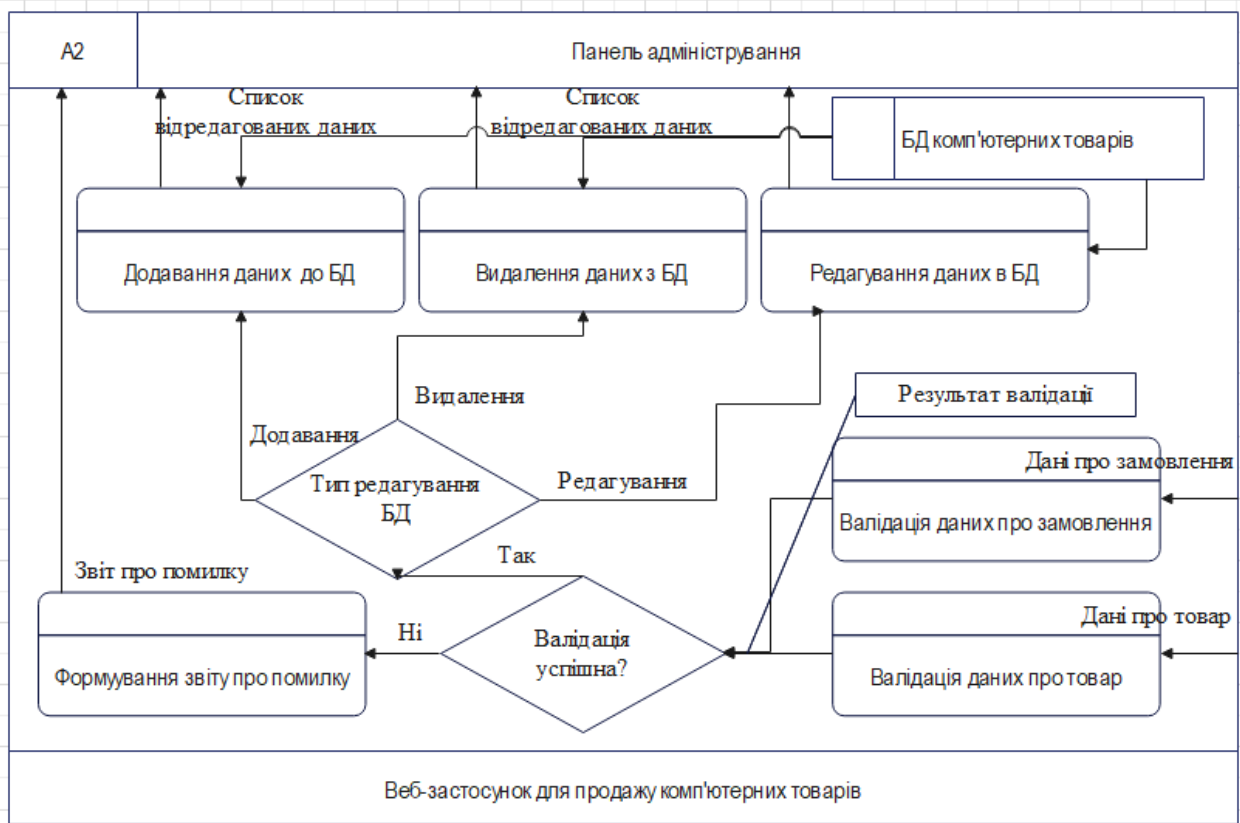 А2
Панель адміністрування
Список
відредагованих даних
Список
відредагованих даних
БД комп'ютерних товарів
Додавання даних до БД
Видалення даних з БД
Редагування даних в БД
Видалення
Результат валідації
Додавання
Дані про замовлення
Тип редагування
БД
Редагування
Валідація даних про замовлення
Так
Звіт про помилку
Дані про товар
Ні
Валідація
успішна?
Формуування звіту про помилку
Валідація даних про товар
Веб-застосунок для продажу комп'ютерних товарів